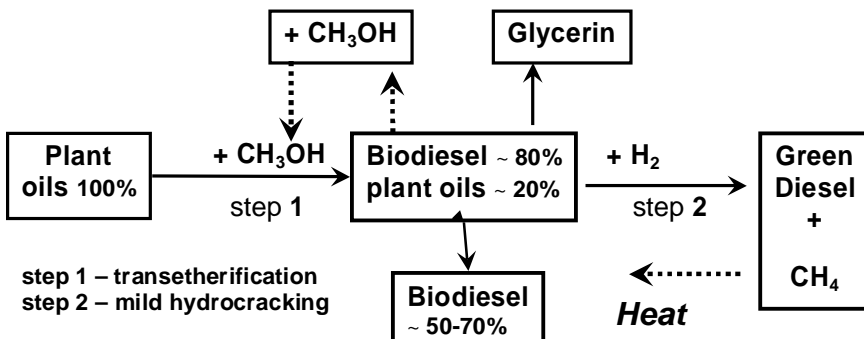 + CH₃OH
Glycerin
Plant
oils 100%
+ CH₃OH
step 1
Biodiesel ~ 80%
plant oils ~ 20%
+ H₂
step 2
Green
Diesel
+
CH₄
step 1 – transetherification
step 2 – mild hydrocracking
Biodiesel
~ 50-70%
Heat